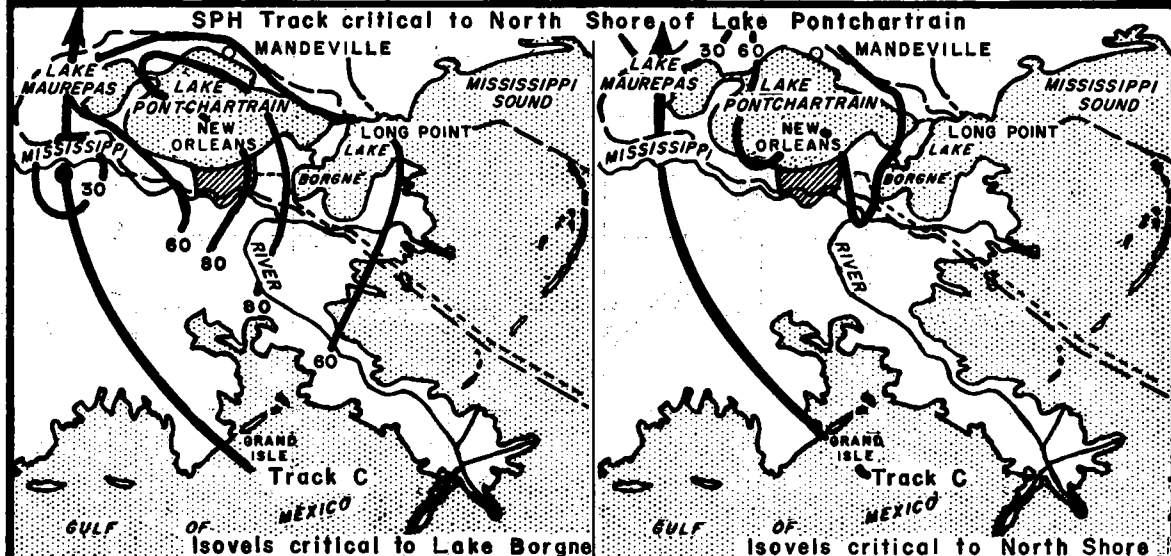 SPH Track critical to North Shore of Lake Pontchartrain
MANDEVILLE
LAKE
MAUREPAS
LAKE
PONTCHARTRAIN
MISSISSIPPI
SOUND
NEW
ORLEANS
LONG POINT
LAKE
BORGNE
MISSISSIPPI
30
60
80
RIVER
80
60
GRAND
ISLE
Track C
GULF OF MEXICO
Isovels critical to Lake Borgne
30 60
MANDEVILLE
LAKE
MAUREPAS
LAKE
PONTCHARTRAIN
MISSISSIPPI
SOUND
NEW
ORLEANS
LONG POINT
LAKE
BORGNE
MISSISSIPPI
RIVER
GRAND
ISLE
Track C
GULF OF MEXICO
Isovels critical to North Shore